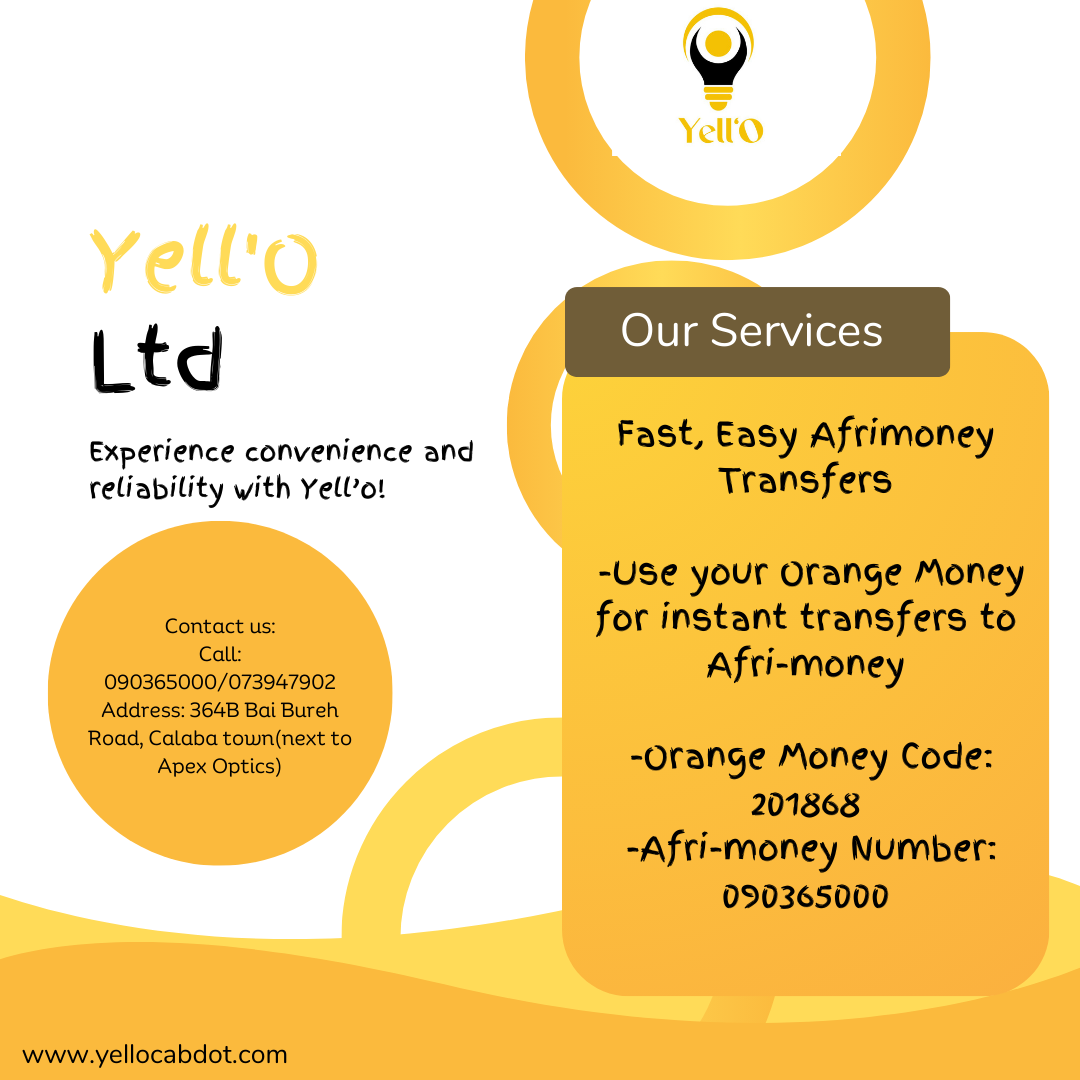 Yell'O
Yell'O
Ltd
Experience convenience and
reliability with Yell'o!
Contact us:
Call:
090365000/073947902
Address: 364B Bai Bureh
Road, Calaba town(next to
Apex Optics)
Our Services
Fast, Easy Afrimoney
Transfers
-Use your Orange Money
for instant transfers to
Afri-money
-Orange Money Code:
201868
-Afri-money Number:
090365000
www.yellocabdot.com